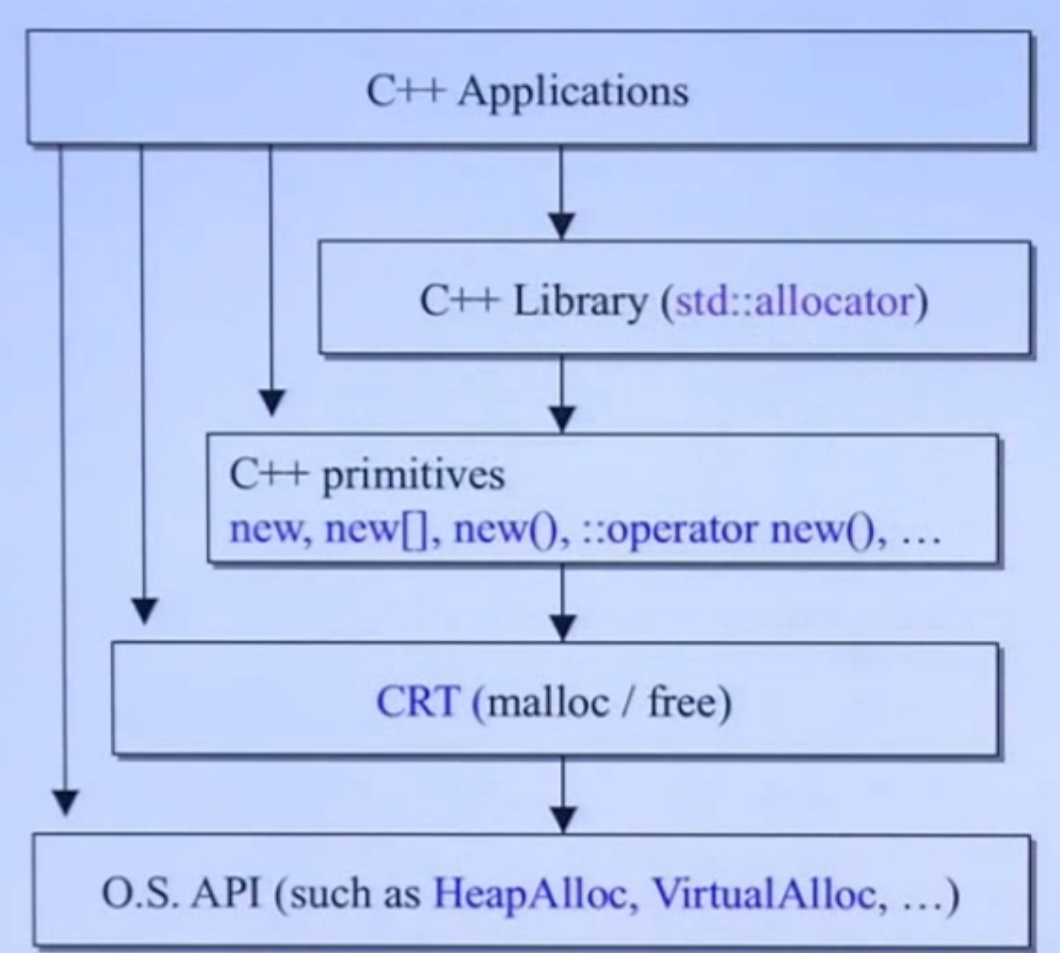 C++ Applications
C++ Library (std::allocator)
C++ primitives
new, new[], new(), ::operator new(), …
CRT (malloc / free)
O.S. API (such as HeapAlloc, VirtualAlloc, …)